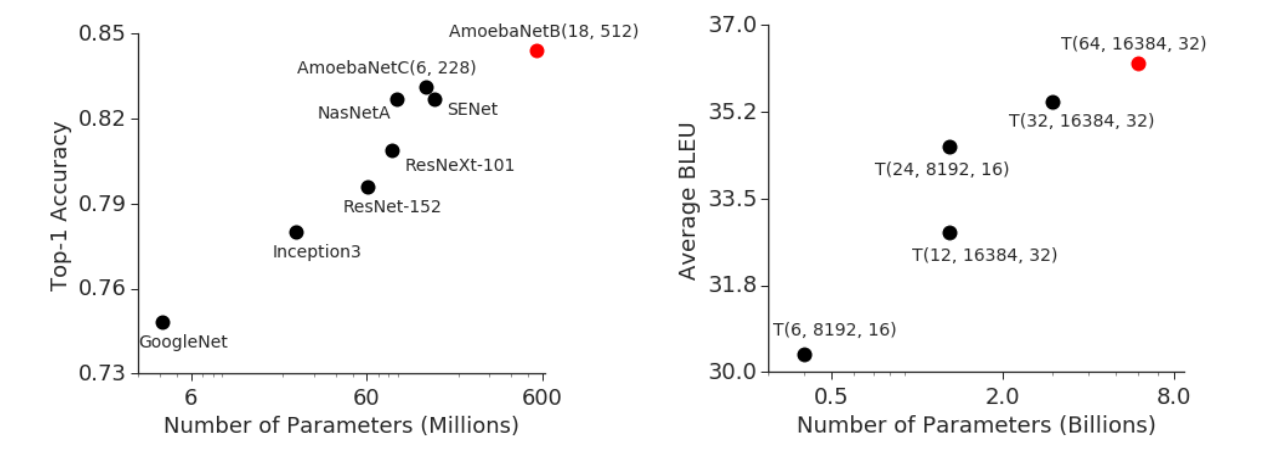 0.85
0.82
0.79
0.76
0.73
Top-1 Accuracy
AmoebaNetB(18, 512)
AmoebaNetC(6, 228)
NasNetA
SENet
ResNeXt-101
ResNet-152
Inception3
GoogleNet
6
60
600
Number of Parameters (Millions)
37.0
35.2
33.5
31.8
30.0
Average BLEU
T(64, 16384, 32)
T(32, 16384, 32)
T(24, 8192, 16)
T(12, 16384, 32)
T(6, 8192, 16)
0.5
2.0
8.0
Number of Parameters (Billions)